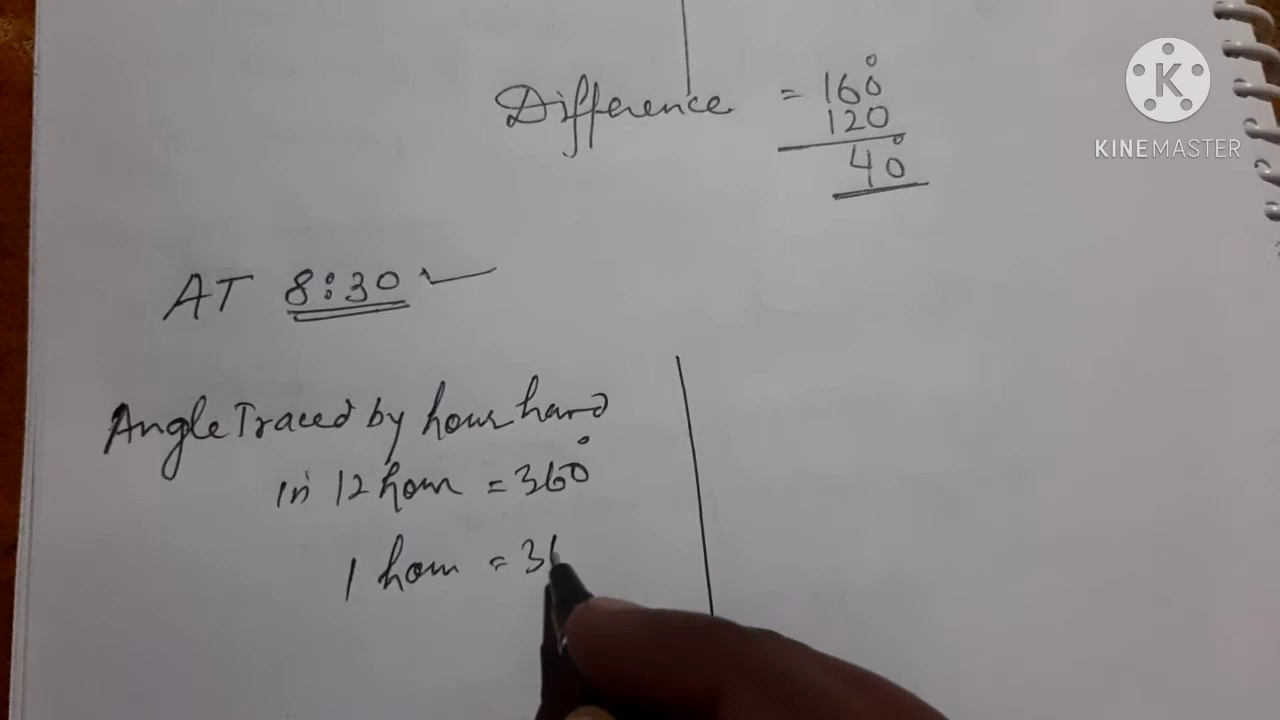 Difference = 160°
120
40°
KINEMASTER
AT 8:30
Angle Traced by hour hand
in 12 hour = 360°
1 hour = 36